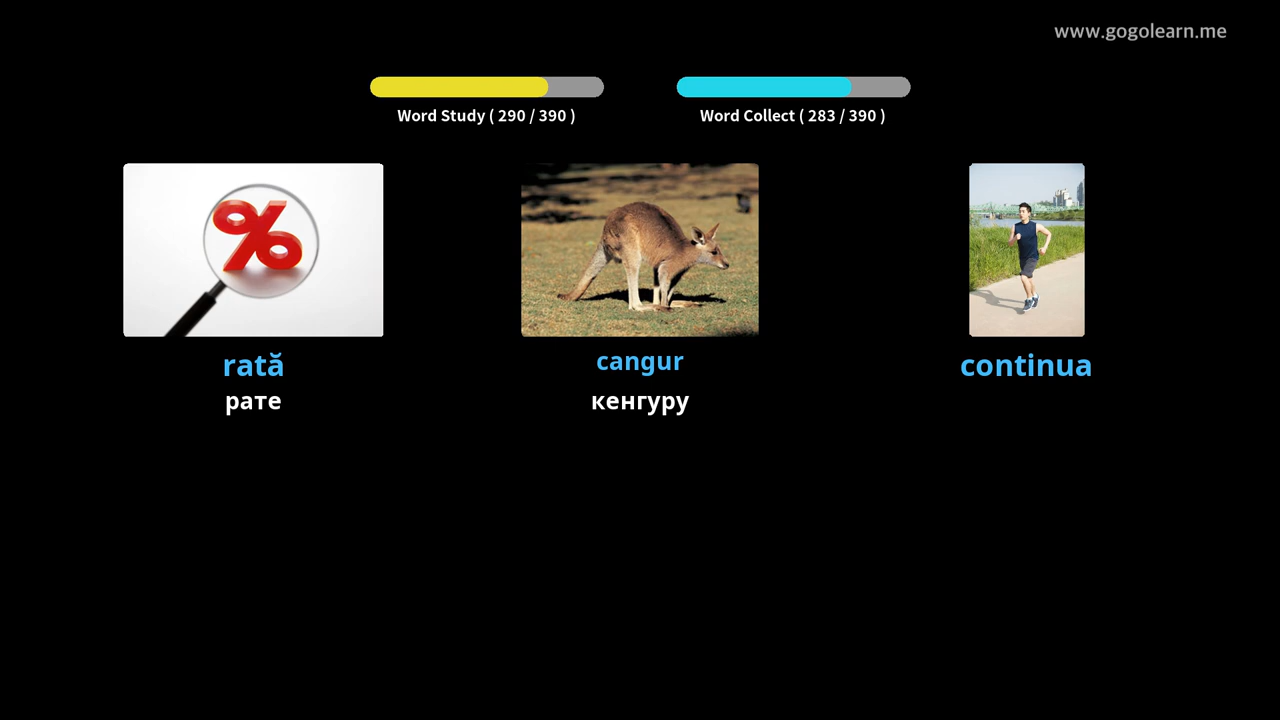 www.gogolearn.me
Word Study ( 290 / 390 )
Word Collect ( 283 / 390 )
%
rată
cangur
continua
рате
кенгуру